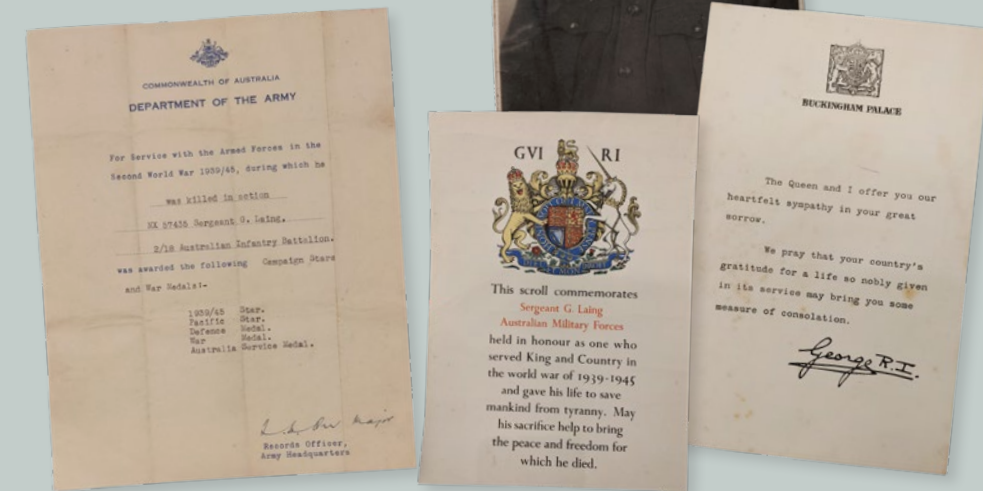 COMMONWEALTH OF AUSTRALIA
DEPARTMENT OF THE ARMY
For Service with the Armed Forces in the
Second World War 1939/45, during which he
was killed in action
NX 57435 Sergeant G. Laing,
2/18 Australian Infantry Battalion.
was awarded the following Campaign Stars
and War Medals:-
1939/45 Star.
Pacific Star.
Defence Medal.
War Medal.
Australia Service Medal.
Major
Records Officer,
Army Headquarters
GVI RI
This scroll commemorates
Sergeant G. Laing
Australian Military Forces
held in honour as one who
served King and Country in
the world war of 1939-1945
and gave his life to save
mankind from tyranny. May
his sacrifice help to bring
the peace and freedom for
which he died.
BUCKINGHAM PALACE
The Queen and I offer you our
heartfelt sympathy in your great
sorrow.
We pray that your country's
gratitude for a life so nobly given
in its service may bring you some
measure of consolation.
George R.I.